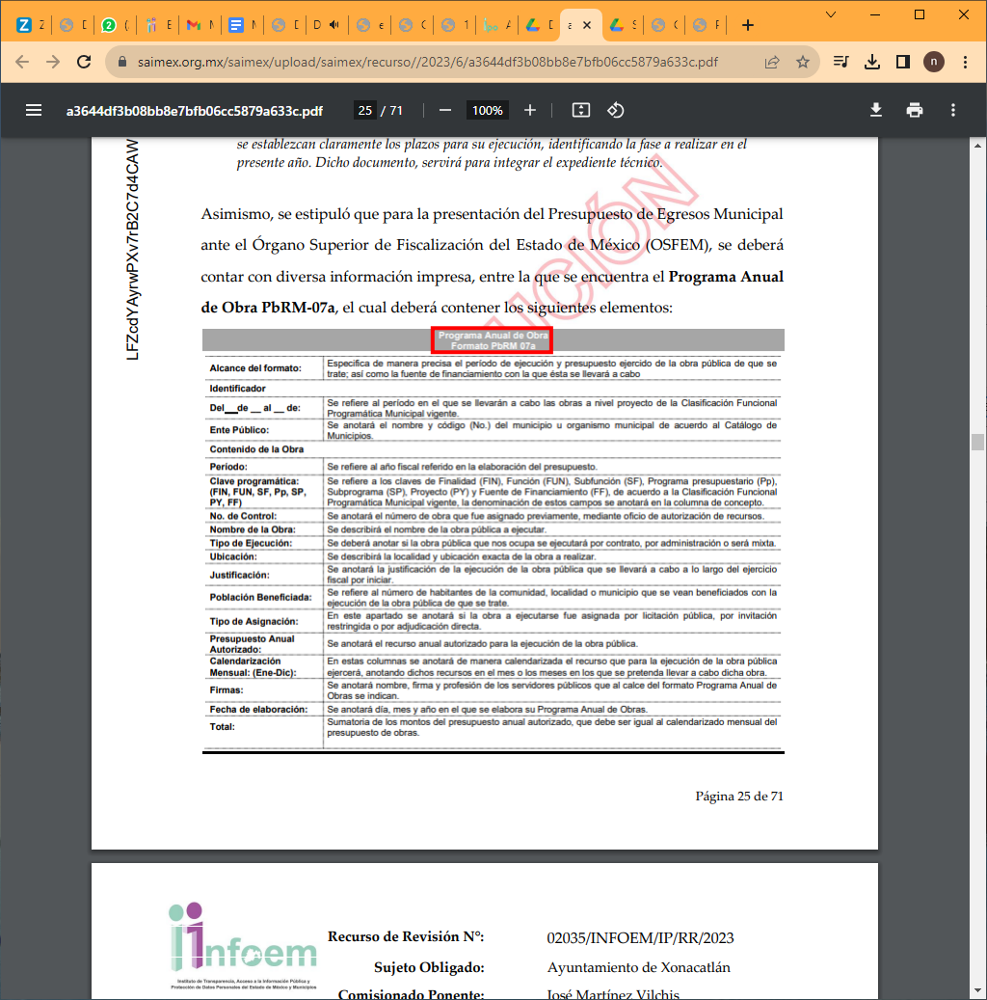 saimex.org.mx/saimex/upload/saimex/recurso//2023/6/a3644df3b08bb8e7bfb06cc5879a633c.pdf
n
a3644df3b08bb8e7bfb06cc5879a633c.pdf
25 / 71
100%
LFZcdYAyrwPXv7rB2C7d4CAW
se establezcan claramente los plazos para su ejecución, identificando la fase a realizar en el
presente año. Dicho documento, servirá para integrar el expediente técnico.
UCIÓN
Asimismo, se estipuló que para la presentación del Presupuesto de Egresos Municipal
ante el Órgano Superior de Fiscalización del Estado de México (OSFEM), se deberá
contar con diversa información impresa, entre la que se encuentra el Programa Anual
de Obra PbRM-07a, el cual deberá contener los siguientes elementos:
Programa Anual de Obra
Formato PbRM 07a
Alcance del formato:
Especifica de manera precisa el período de ejecución y presupuesto ejercido de la obra pública de que se
trate; así como la fuente de financiamiento con la que ésta se llevará a cabo
Identificador
Del__de __ al __ de:
Se refiere al período en el que se llevarán a cabo las obras a nivel proyecto de la Clasificación Funcional
Programática Municipal vigente.
Ente Público:
Se anotará el nombre y código (No.) del municipio u organismo municipal de acuerdo al Catálogo de
Municipios.
Contenido de la Obra
Período:
Se refiere al año fiscal referido en la elaboración del presupuesto.
Clave programática:
(FIN, FUN, SF, Pp, SP,
PY, FF)
Se refiere a los claves de Finalidad (FIN), Función (FUN), Subfunción (SF), Programa presupuestario (Pp),
Subprograma (SP), Proyecto (PY) y Fuente de Financiamiento (FF), de acuerdo a la Clasificación Funcional
Programática Municipal vigente, la denominación de estos campos se anotará en la columna de concepto.
No. de Control:
Se anotará el número de obra que fue asignado previamente, mediante oficio de autorización de recursos.
Nombre de la Obra:
Se describirá el nombre de la obra pública a ejecutar.
Tipo de Ejecución:
Se deberá anotar si la obra pública que nos ocupa se ejecutará por contrato, por administración o será mixta.
Ubicación:
Se describirá la localidad y ubicación exacta de la obra a realizar.
Justificación:
Se anotará la justificación de la ejecución de la obra pública que se llevará a cabo a lo largo del ejercicio
fiscal por iniciar.
Población Beneficiada:
Se refiere al número de habitantes de la comunidad, localidad o municipio que se vean beneficiados con la
ejecución de la obra pública de que se trate.
Tipo de Asignación:
En este apartado se anotará si la obra a ejecutarse fue asignada por licitación pública, por invitación
restringida o por adjudicación directa.
Presupuesto Anual
Autorizado:
Se anotará el recurso anual autorizado para la ejecución de la obra pública.
Calendarización
Mensual: (Ene-Dic):
En estas columnas se anotará de manera calendarizada el recurso que para la ejecución de la obra pública
ejercerá, anotando dichos recursos en el mes o los meses en los que se pretenda llevar a cabo dicha obra.
Firmas:
Se anotará nombre, firma y profesión de los servidores públicos que al calce del formato Programa Anual de
Obras se indican.
Fecha de elaboración:
Se anotará día, mes y año en el que se elabora su Programa Anual de Obras.
Total:
Sumatoria de los montos del presupuesto anual autorizado, que debe ser igual al calendarizado mensual del
presupuesto de obras.
Página 25 de 71
infoem
Instituto de Transparencia, Acceso a la Información Pública y
Protección de Datos Personales del Estado de México y Municipios
Recurso de Revisión N°: 02035/INFOEM/IP/RR/2023
Sujeto Obligado: Ayuntamiento de Xonacatlán
Comisionado Ponente: José Martínez Vilchis